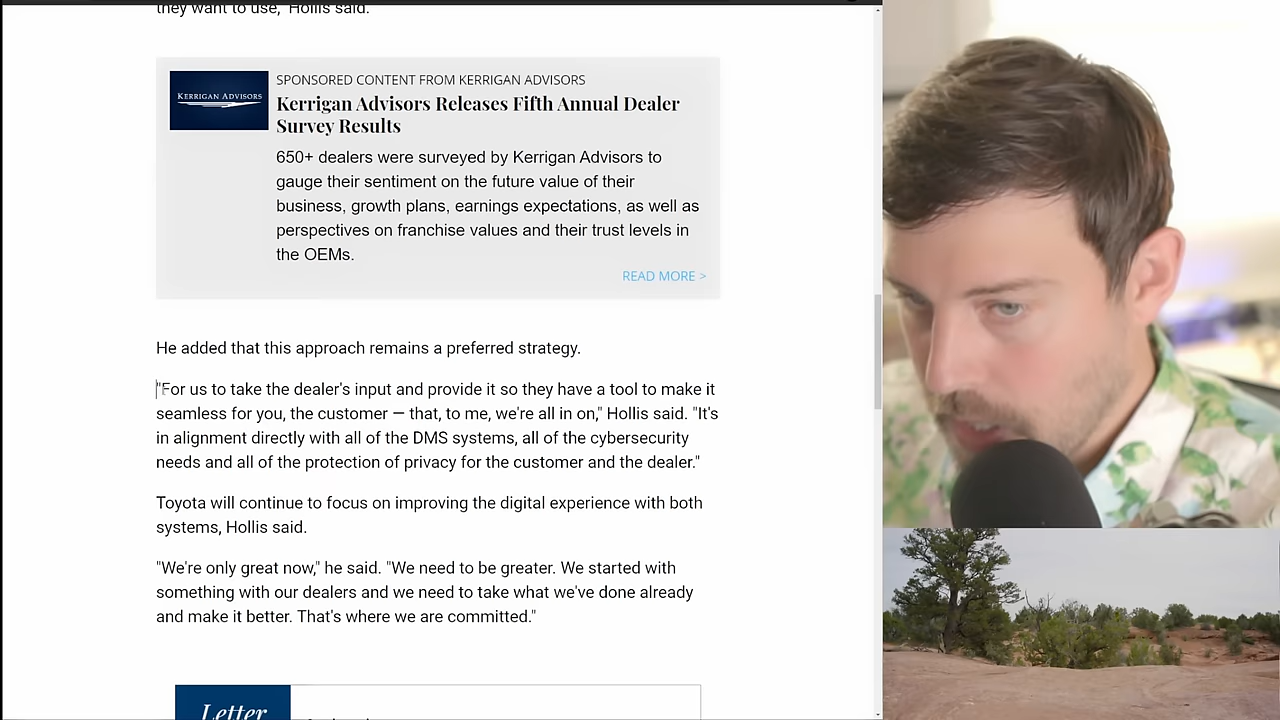 they want to use," Hollis said.
KERRIGAN ADVISORS
SPONSORED CONTENT FROM KERRIGAN ADVISORS
Kerrigan Advisors Releases Fifth Annual Dealer
Survey Results
650+ dealers were surveyed by Kerrigan Advisors to
gauge their sentiment on the future value of their
business, growth plans, earnings expectations, as well as
perspectives on franchise values and their trust levels in
the OEMs.
READ MORE >
He added that this approach remains a preferred strategy.
"For us to take the dealer's input and provide it so they have a tool to make it
seamless for you, the customer — that, to me, we're all in on," Hollis said. "It's
in alignment directly with all of the DMS systems, all of the cybersecurity
needs and all of the protection of privacy for the customer and the dealer."
Toyota will continue to focus on improving the digital experience with both
systems, Hollis said.
"We're only great now," he said. "We need to be greater. We started with
something with our dealers and we need to take what we've done already
and make it better. That's where we are committed."
Letter